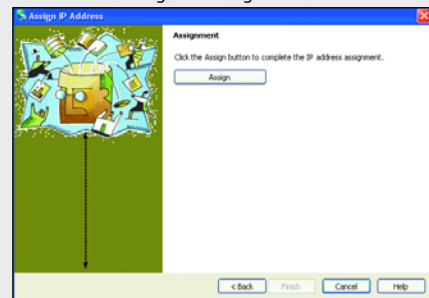 Assign IP Address
Assignment
Click the Assign button to complete the IP address assignment.
Assign
< Back
Finish
Cancel
Help